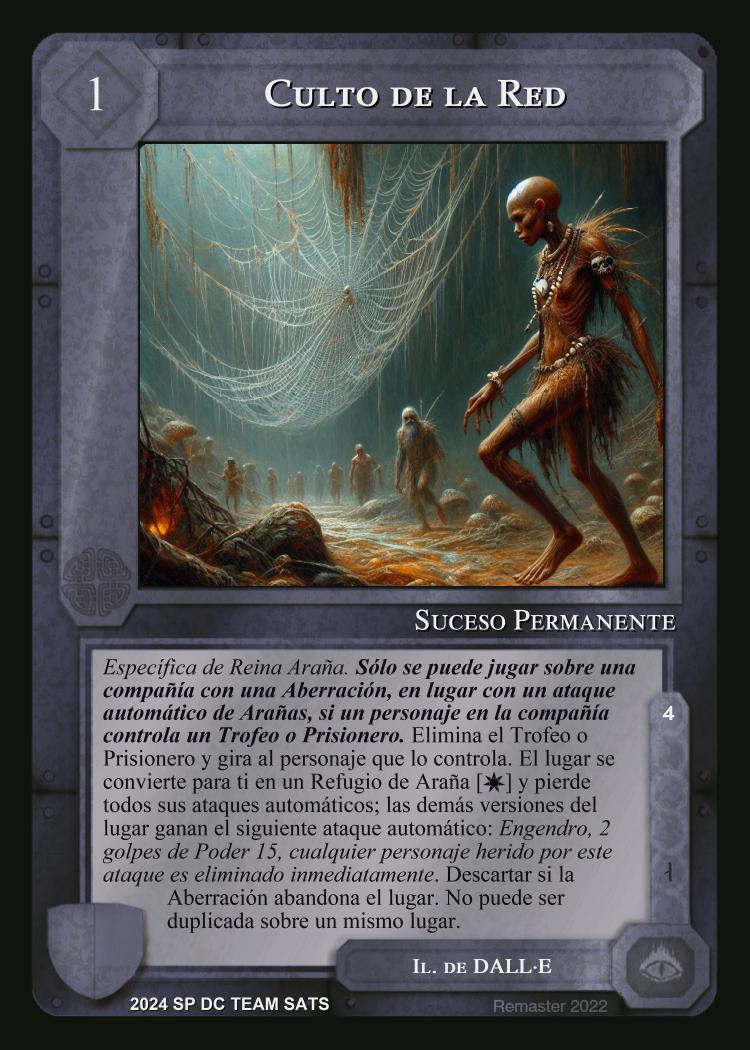 1
Culto de la Red
Suceso Permanente
Específica de Reina Araña. Sólo se puede jugar sobre una
compañía con una Aberración, en lugar con un ataque
automático de Arañas, si un personaje en la compañía
controla un Trofeo o Prisionero. Elimina el Trofeo o
Prisionero y gira al personaje que lo controla. El lugar se
convierte para ti en un Refugio de Araña [✷] y pierde
todos sus ataques automáticos; las demás versiones del
lugar ganan el siguiente ataque automático: Engendro, 2
golpes de Poder 15, cualquier personaje herido por este
ataque es eliminado inmediatamente. Descartar si la
Aberración abandona el lugar. No puede ser
duplicada sobre un mismo lugar.
4
Il. de DALL·E
2024 SP DC TEAM SATS
Remaster 2022